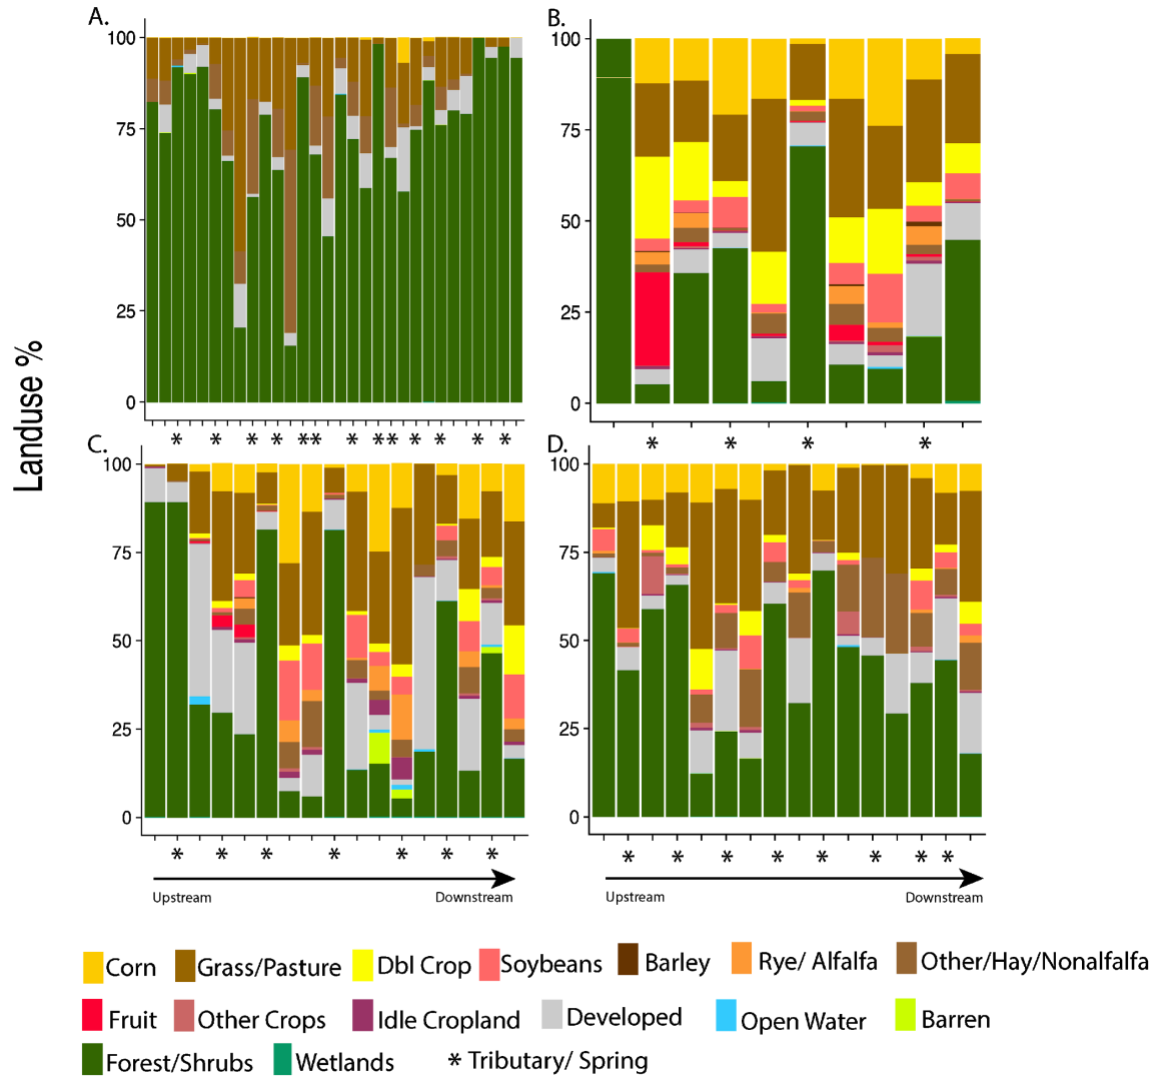 A.
B.
100
75
50
25
0
100
75
50
25
0
* * * * ** * ** * * * *
* * * *
Landuse %
C.
D.
100
75
50
25
0
100
75
50
25
0
* * * * * * *
* * * * * * * *
Upstream Downstream
Upstream Downstream
Corn Grass/Pasture Dbl Crop Soybeans Barley Rye/ Alfalfa Other/Hay/Nonalfalfa
Fruit Other Crops Idle Cropland Developed Open Water Barren
Forest/Shrubs Wetlands * Tributary/ Spring